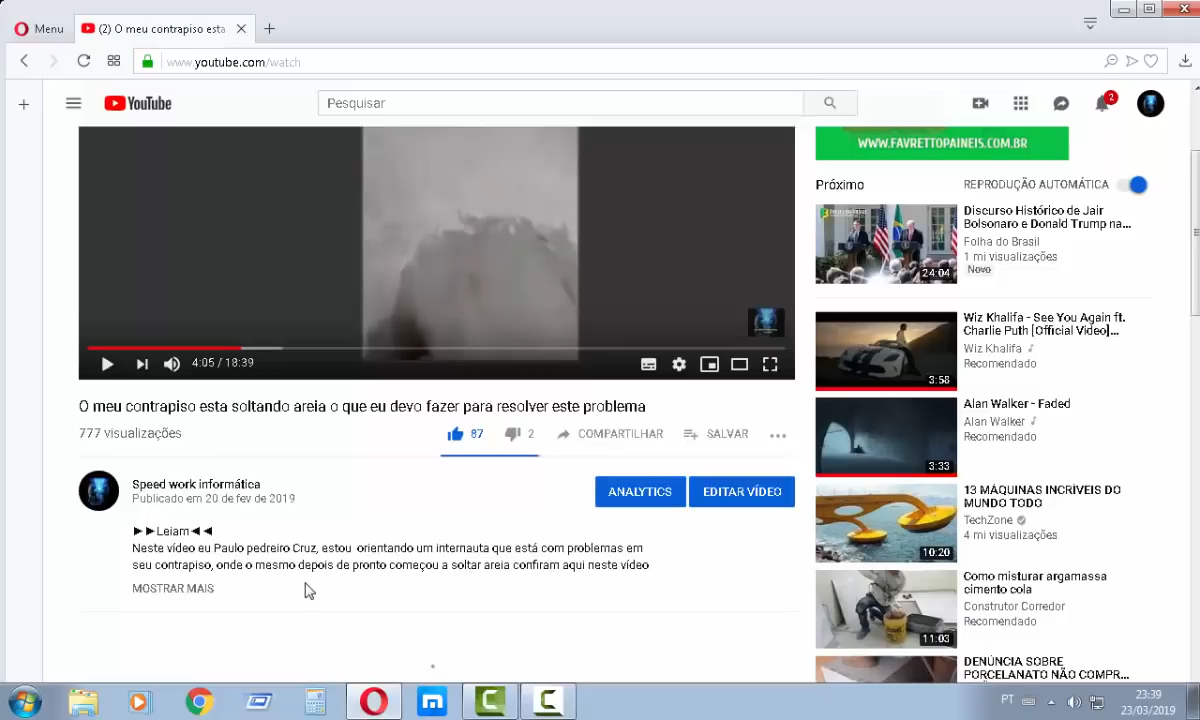 Menu
(2) O meu contrapiso esta
www.youtube.com/watch
YouTube
Pesquisar
2
WWW.FAVRETTOPAINEIS.COM.BR
Próximo
REPRODUÇÃO AUTOMÁTICA
Discurso Histórico de Jair
Bolsonaro e Donald Trump na...
Folha do Brasil
1 mi visualizações
Novo
24:04
Wiz Khalifa - See You Again ft.
Charlie Puth [Official Video]...
Wiz Khalifa
Recomendado
3:58
Alan Walker - Faded
Alan Walker
Recomendado
3:33
13 MÁQUINAS INCRÍVEIS DO
MUNDO TODO
TechZone
4 mi visualizações
10:20
Como misturar argamassa
cimento cola
Construtor Corredor
Recomendado
11:03
DENÚNCIA SOBRE
PORCELANATO NÃO COMPR...
4:05 / 18:39
O meu contrapiso esta soltando areia o que eu devo fazer para resolver este problema
777 visualizações
87
2
COMPARTILHAR
SALVAR
Speed work informática
Publicado em 20 de fev de 2019
ANALYTICS
EDITAR VÍDEO
►►Leiam◄◄
Neste vídeo eu Paulo pedreiro Cruz, estou orientando um internauta que está com problemas em
seu contrapiso, onde o mesmo depois de pronto começou a soltar areia confiram aqui neste vídeo
MOSTRAR MAIS
PT
23:39
23/03/2019